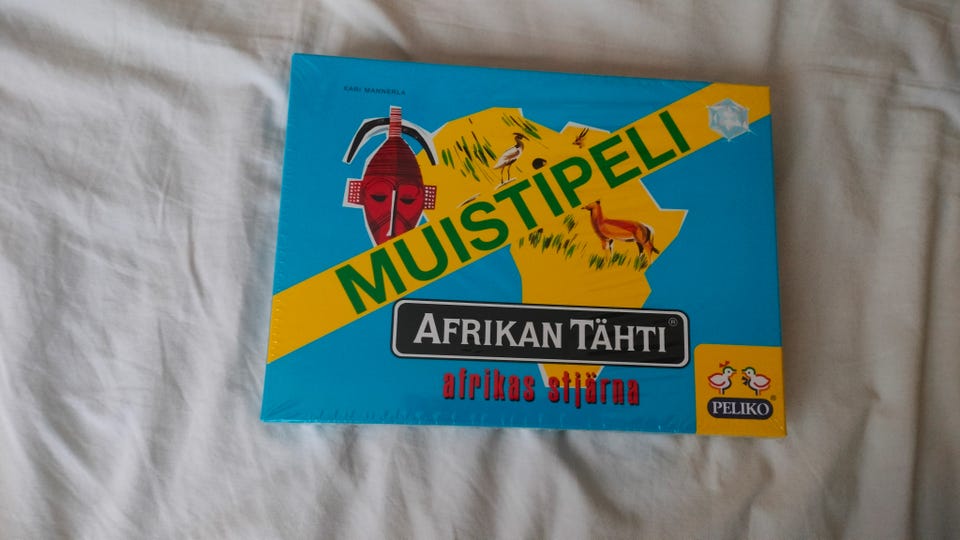 KARI MANNERLA
MUISTIPELI
AFRIKAN TÄHTI®
afrikas stjärna
PELIKO®